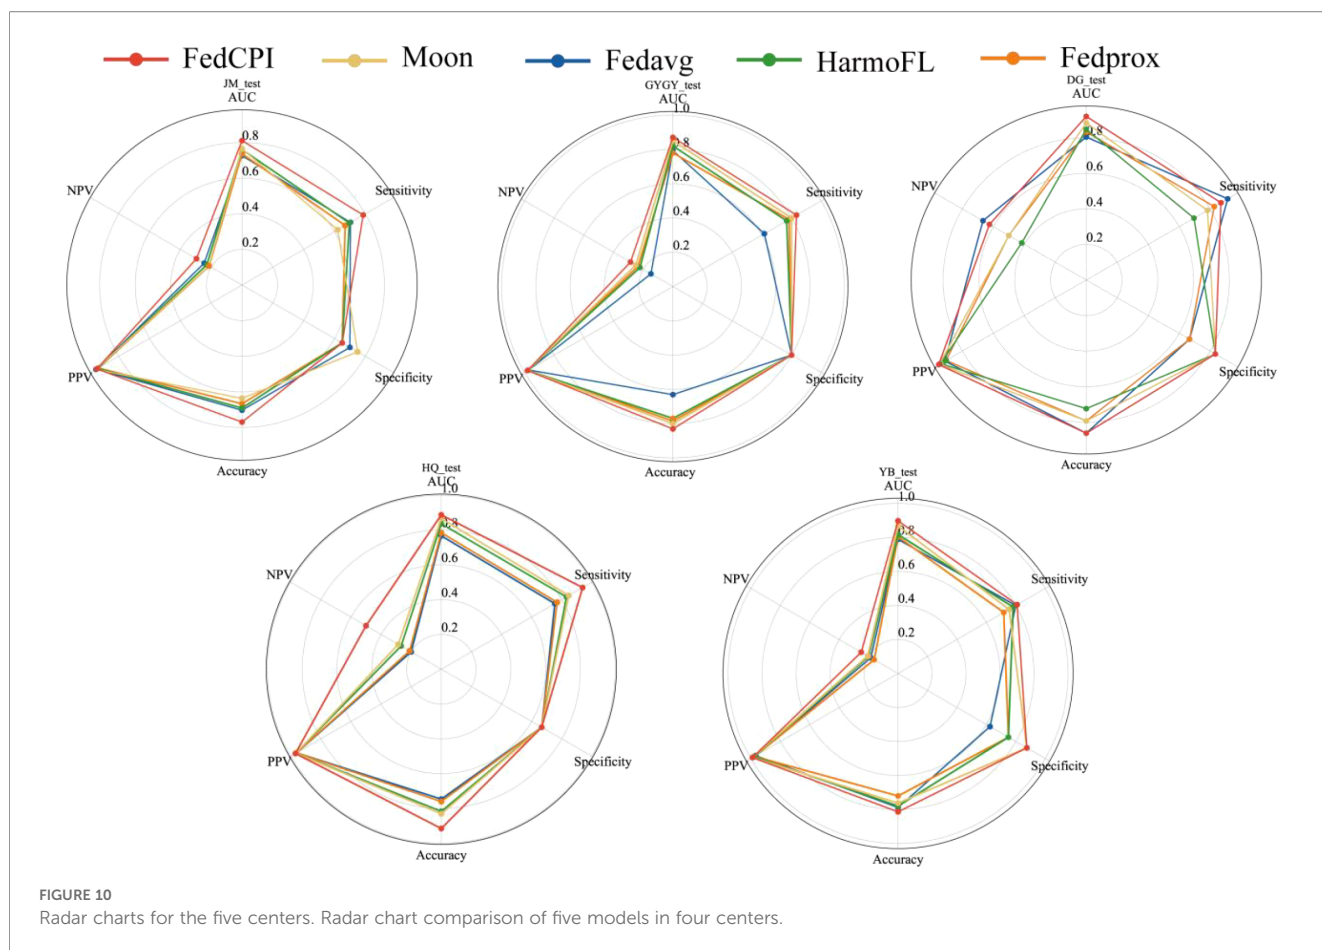 FedCPI Moon Fedavg HarmoFL Fedprox
JM_test
AUC
0.8
0.6
0.4
0.2
NPV
Sensitivity
PPV
Specificity
Accuracy
GYGY_test
AUC
1.0
0.8
0.6
0.4
0.2
NPV
Sensitivity
PPV
Specificity
Accuracy
DG_test
AUC
0.8
0.6
0.4
0.2
NPV
Sensitivity
PPV
Specificity
Accuracy
HQ_test
AUC
1.0
0.8
0.6
0.4
0.2
NPV
Sensitivity
PPV
Specificity
Accuracy
YB_test
AUC
1.0
0.8
0.6
0.4
0.2
NPV
Sensitivity
PPV
Specificity
Accuracy
FIGURE 10
Radar charts for the five centers. Radar chart comparison of five models in four centers.